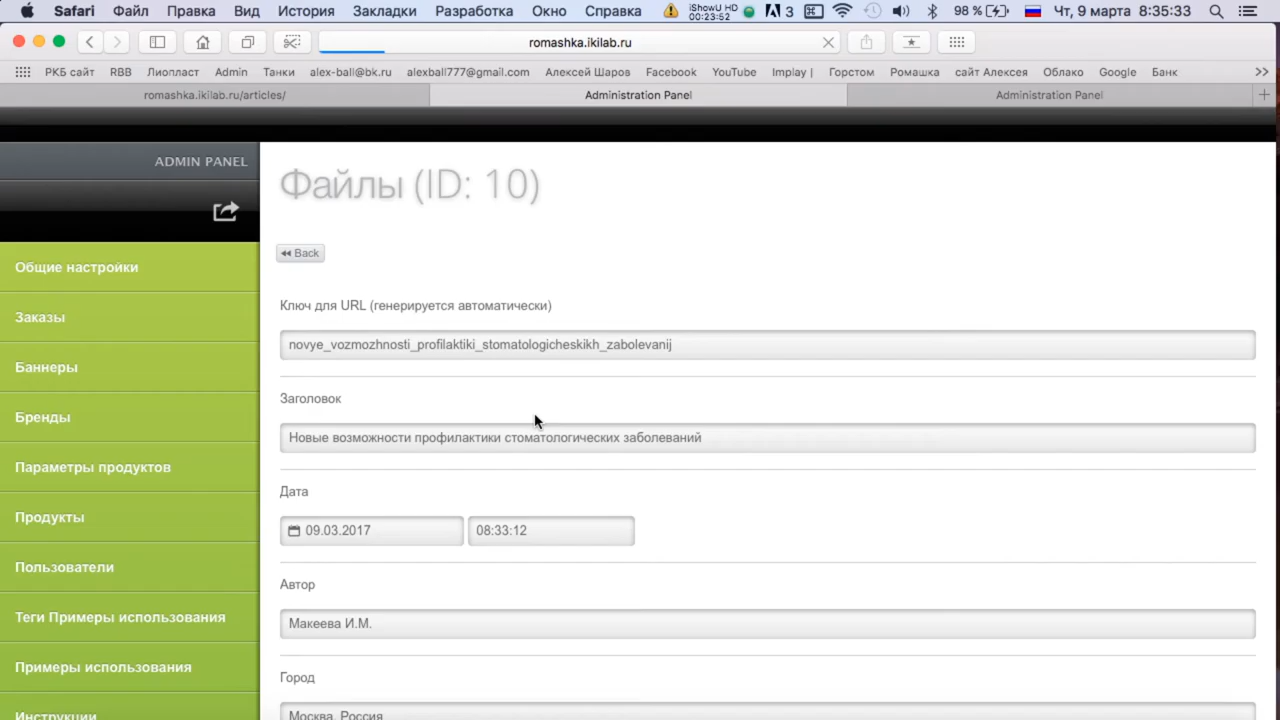 Safari Файл Правка Вид История Закладки Разработка Окно Справка iShowU HD 00:23:52 3 98 % Чт, 9 марта 8:35:33
romashka.ikilab.ru
РКБ сайт RBB Лиопласт Admin Танки alex-ball@bk.ru alexball777@gmail.com Алексей Шаров Facebook YouTube Implay | Горстом Ромашка сайт Алексея Облако Google Банк
romashka.ikilab.ru/articles/ Administration Panel Administration Panel
ADMIN PANEL
Общие настройки
Заказы
Баннеры
Бренды
Параметры продуктов
Продукты
Пользователи
Теги Примеры использования
Примеры использования
Инструкции
Файлы (ID: 10)
Back
Ключ для URL (генерируется автоматически)
novye_vozmozhnosti_profilaktiki_stomatologicheskikh_zabolevanij
Заголовок
Новые возможности профилактики стоматологических заболеваний
Дата
09.03.2017 08:33:12
Автор
Макеева И.М.
Город
Москва, Россия